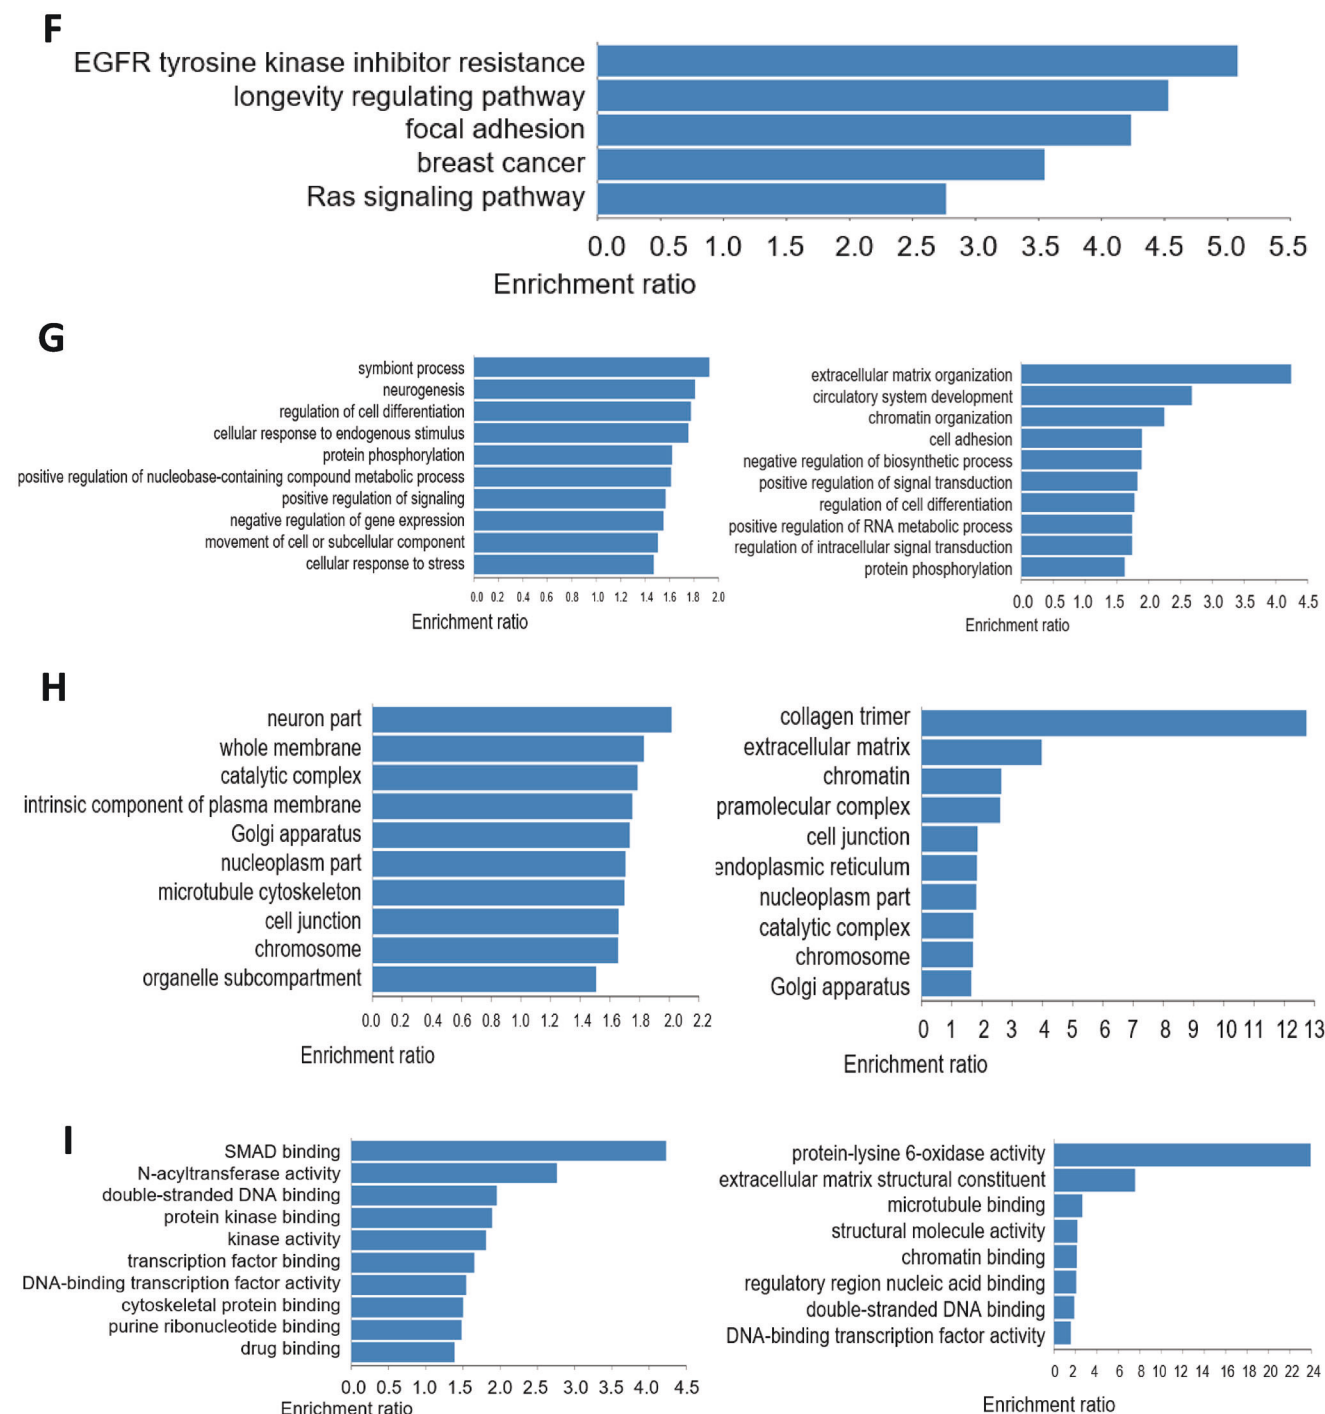 F
EGFR tyrosine kinase inhibitor resistance
longevity regulating pathway
focal adhesion
breast cancer
Ras signaling pathway
0.0 0.5 1.0 1.5 2.0 2.5 3.0 3.5 4.0 4.5 5.0 5.5
Enrichment ratio
G
symbiont process
neurogenesis
regulation of cell differentiation
cellular response to endogenous stimulus
protein phosphorylation
positive regulation of nucleobase-containing compound metabolic process
positive regulation of signaling
negative regulation of gene expression
movement of cell or subcellular component
cellular response to stress
0.0 0.2 0.4 0.6 0.8 1.0 1.2 1.4 1.6 1.8 2.0
Enrichment ratio
extracellular matrix organization
circulatory system development
chromatin organization
cell adhesion
negative regulation of biosynthetic process
positive regulation of signal transduction
regulation of cell differentiation
positive regulation of RNA metabolic process
regulation of intracellular signal transduction
protein phosphorylation
0.0 0.5 1.0 1.5 2.0 2.5 3.0 3.5 4.0 4.5
Enrichment ratio
H
neuron part
whole membrane
catalytic complex
intrinsic component of plasma membrane
Golgi apparatus
nucleoplasm part
microtubule cytoskeleton
cell junction
chromosome
organelle subcompartment
0.0 0.2 0.4 0.6 0.8 1.0 1.2 1.4 1.6 1.8 2.0 2.2
Enrichment ratio
collagen trimer
extracellular matrix
chromatin
pramolecular complex
cell junction
endoplasmic reticulum
nucleoplasm part
catalytic complex
chromosome
Golgi apparatus
0 1 2 3 4 5 6 7 8 9 10 11 12 13
Enrichment ratio
I
SMAD binding
N-acyltransferase activity
double-stranded DNA binding
protein kinase binding
kinase activity
transcription factor binding
DNA-binding transcription factor activity
cytoskeletal protein binding
purine ribonucleotide binding
drug binding
0.0 0.5 1.0 1.5 2.0 2.5 3.0 3.5 4.0 4.5
Enrichment ratio
protein-lysine 6-oxidase activity
extracellular matrix structural constituent
microtubule binding
structural molecule activity
chromatin binding
regulatory region nucleic acid binding
double-stranded DNA binding
DNA-binding transcription factor activity
0 2 4 6 8 10 12 14 16 18 20 22 24
Enrichment ratio